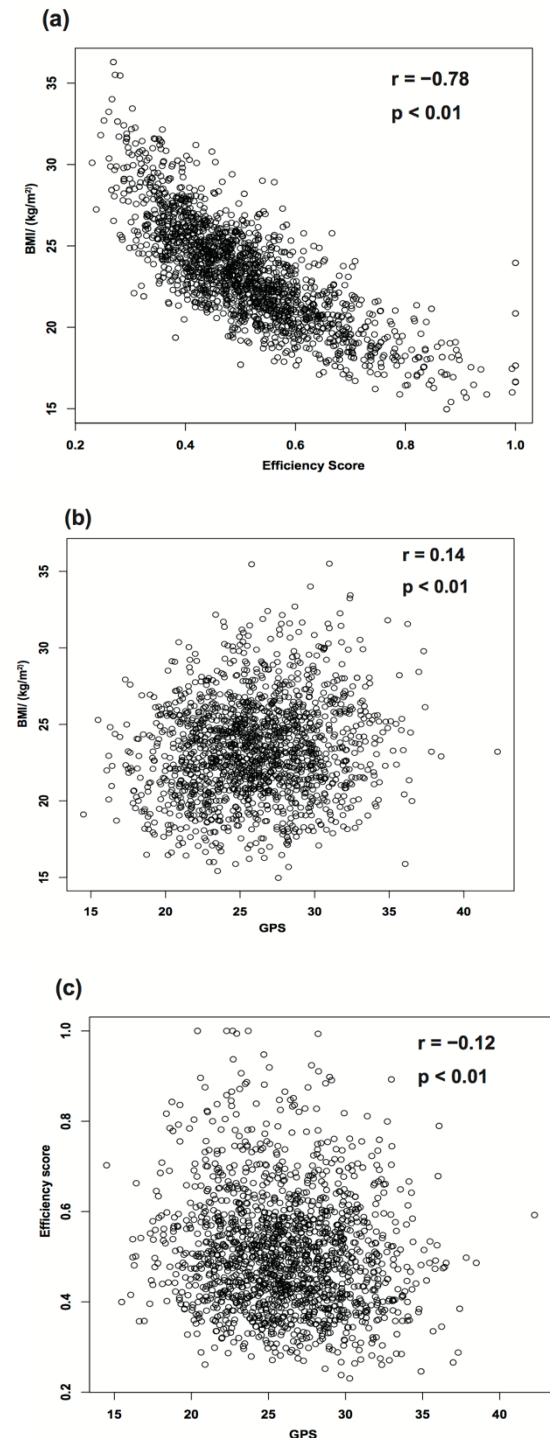 (a)
r = −0.78
p < 0.01
BMI/ (kg/m²)
35
30
25
20
15
0.2 0.4 0.6 0.8 1.0
Efficiency Score
(b)
r = 0.14
p < 0.01
BMI/ (kg/m²)
35
30
25
20
15
15 20 25 30 35 40
GPS
(c)
r = −0.12
p < 0.01
Efficiency score
1.0
0.8
0.6
0.4
0.2
15 20 25 30 35 40
GPS